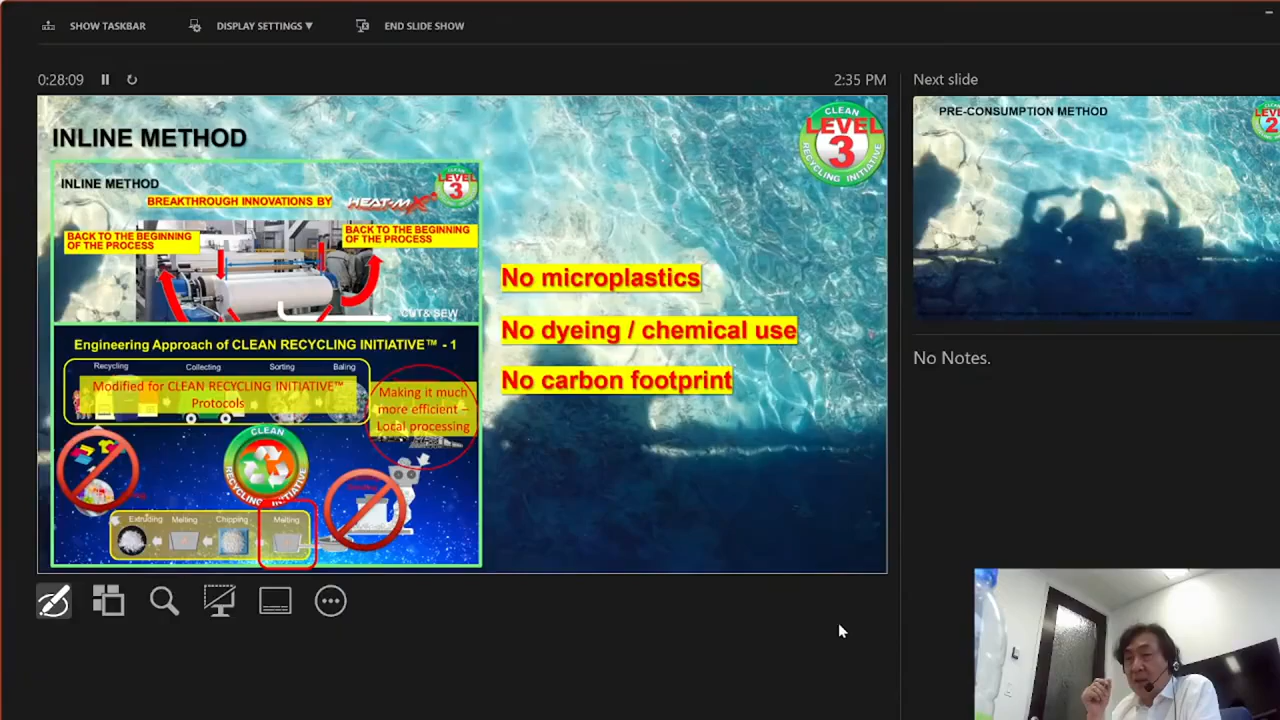 SHOW TASKBAR
DISPLAY SETTINGS ▼
END SLIDE SHOW
0:28:09
2:35 PM
Next slide
INLINE METHOD
CLEAN
LEVEL
3
RECYCLING INITIATIVE
INLINE METHOD
LEVEL
3
BREAKTHROUGH INNOVATIONS BY
HEAT-MX
BACK TO THE BEGINNING
OF THE PROCESS
BACK TO THE BEGINNING
OF THE PROCESS
CUT& SEW
Engineering Approach of CLEAN RECYCLING INITIATIVE™ - 1
Recycling
Collecting
Sorting
Baling
Modified for CLEAN RECYCLING INITIATIVE™
Protocols
Making it much
more efficient –
Local processing
CLEAN
RECYCLING INITIATIVE
Extruding
Melting
Chipping
Melting
No microplastics
No dyeing / chemical use
No carbon footprint
PRE-CONSUMPTION METHOD
No Notes.